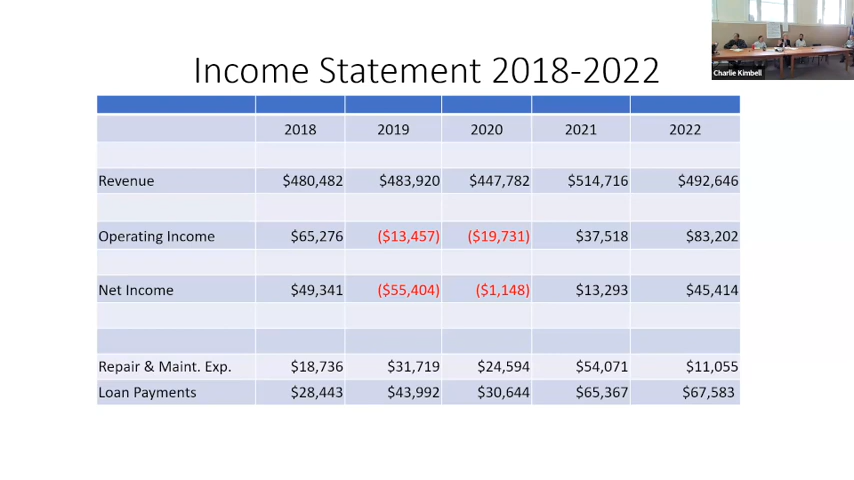 Charlie Kimbell
Income Statement 2018-2022
2018 2019 2020 2021 2022
Revenue $480,482 $483,920 $447,782 $514,716 $492,646
Operating Income $65,276 ($13,457) ($19,731) $37,518 $83,202
Net Income $49,341 ($55,404) ($1,148) $13,293 $45,414
Repair & Maint. Exp. $18,736 $31,719 $24,594 $54,071 $11,055
Loan Payments $28,443 $43,992 $30,644 $65,367 $67,583